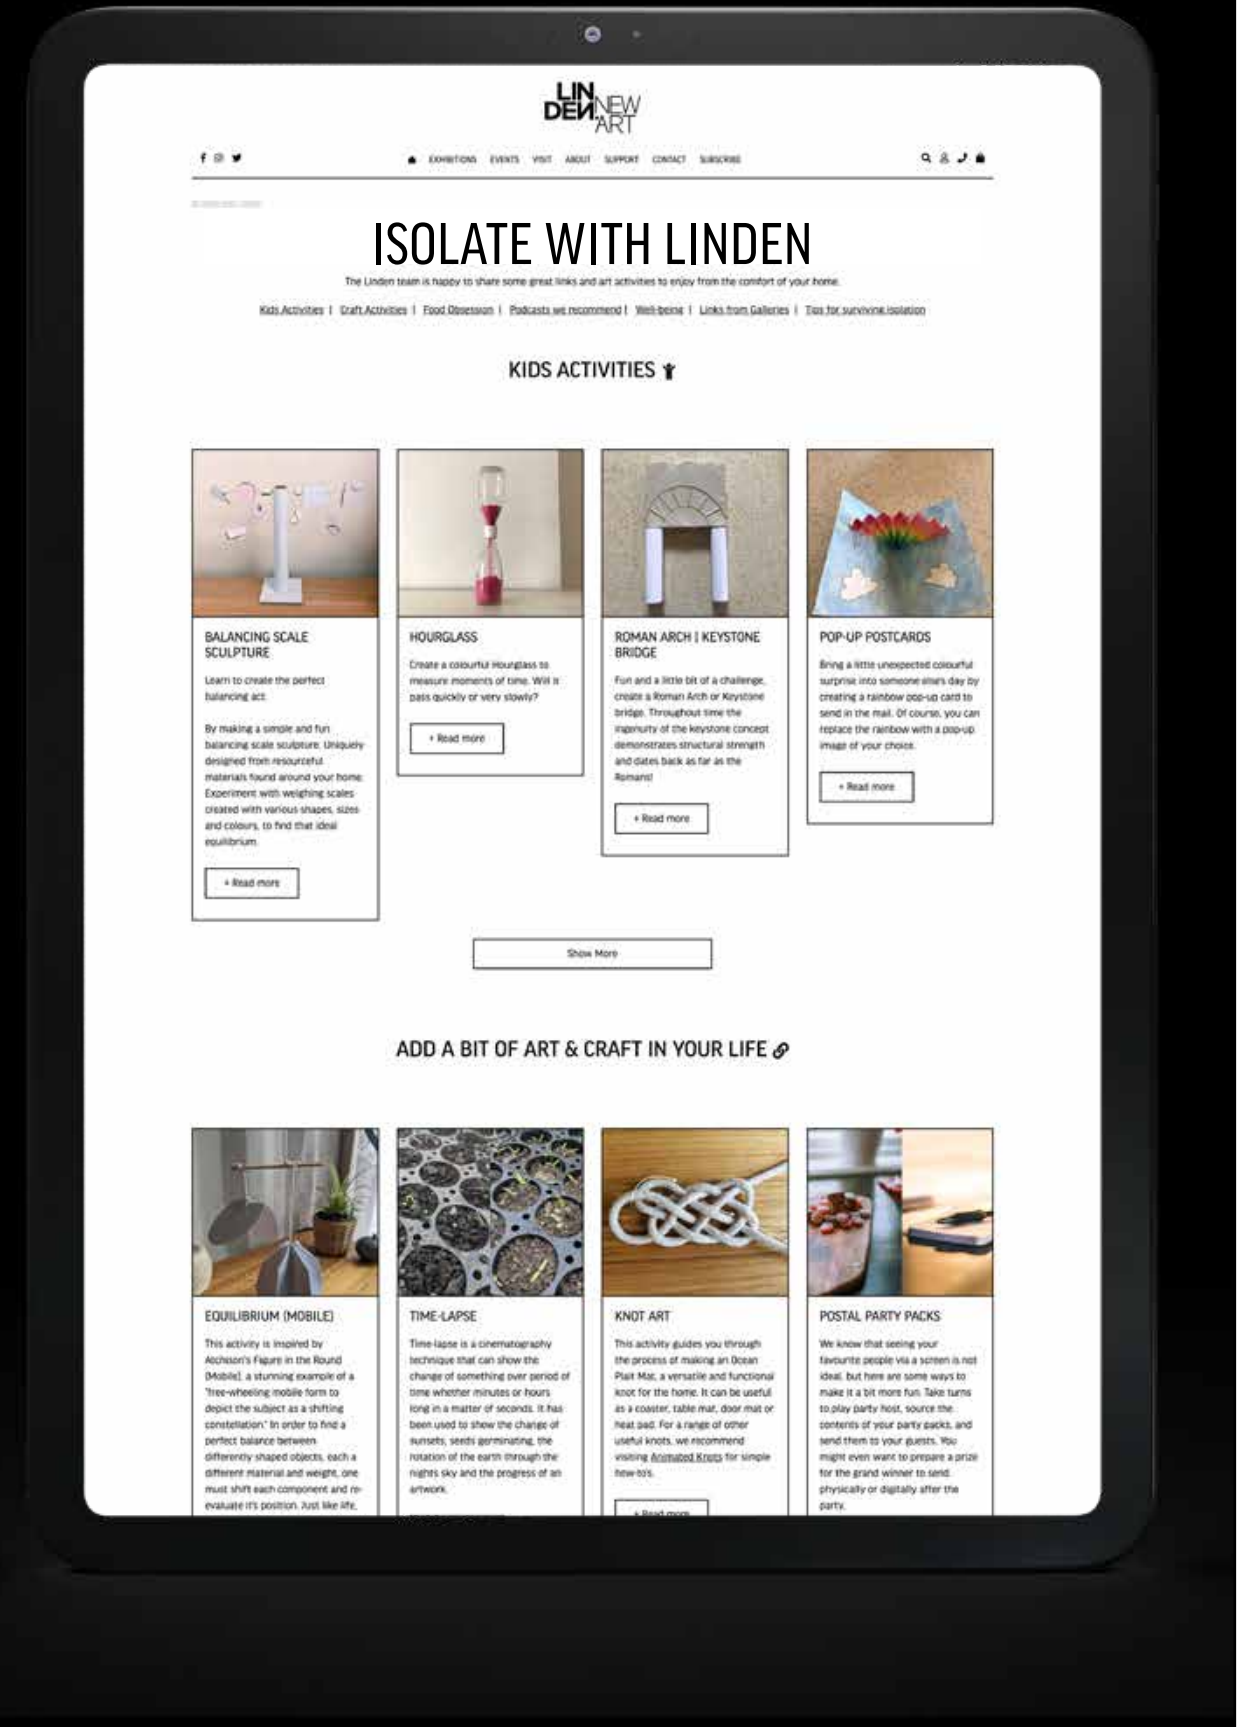 LIN
DEN.NEW
ART
EXHIBITIONS EVENTS VISIT ABOUT SUPPORT CONTACT SUBSCRIBE
ISOLATE WITH LINDEN
The Linden team is happy to share some great links and art activities to enjoy from the comfort of your home.
Kids Activities | Craft Activities | Food Obsession | Podcasts we recommend | Well-being | Links from Galleries | Tips for surviving isolation
KIDS ACTIVITIES
BALANCING SCALE
SCULPTURE
Learn to create the perfect
balancing act.
By making a simple and fun
balancing scale sculpture. Uniquely
designed from resourceful
materials found around your home.
Experiment with weighing scales
created with various shapes, sizes
and colours, to find that ideal
equilibrium.
+ Read more
HOURGLASS
Create a colourful Hourglass to
measure moments of time. Will it
pass quickly or very slowly?
+ Read more
ROMAN ARCH | KEYSTONE
BRIDGE
Fun and a little bit of a challenge,
create a Roman Arch or Keystone
bridge. Throughout time the
ingenuity of the keystone concept
demonstrates structural strength
and dates back as far as the
Romans!
+ Read more
POP-UP POSTCARDS
Bring a little unexpected colourful
surprise into someone else's day by
creating a rainbow pop-up card to
send in the mail. Of course, you can
replace the rainbow with a pop-up
image of your choice.
+ Read more
Show More
ADD A BIT OF ART & CRAFT IN YOUR LIFE
EQUILIBRIUM (MOBILE)
This activity is inspired by
Figure in the Round
(Mobile), a stunning example of a
"free-wheeling mobile form to
depict the subject as a shifting
constellation." In order to find a
perfect balance between
differently shaped objects, each a
different material and weight, one
must shift each component and re-
evaluate it's position. Just like life,
TIME-LAPSE
Time-lapse is a cinematography
technique that can show the
change of something over period of
time whether minutes or hours
long in a matter of seconds. It has
been used to show the change of
sunsets, seeds germinating, the
rotation of the earth through the
nights sky and the progress of an
artwork.
KNOT ART
This activity guides you through
the process of making an Ocean
Plait Mat, a versatile and functional
knot for the home. It can be useful
as a coaster, table mat, door mat or
heat pad. For a range of other
useful knots, we recommend
visiting Animated Knots for simple
how-to's.
+ Read more
POSTAL PARTY PACKS
We know that seeing your
favourite people via a screen is not
ideal, but here are some ways to
make it a bit more fun. Take turns
to play party host, source the
contents of your party packs, and
send them to your guests. You
might even want to prepare a prize
for the grand winner to send
physically or digitally after the
party.